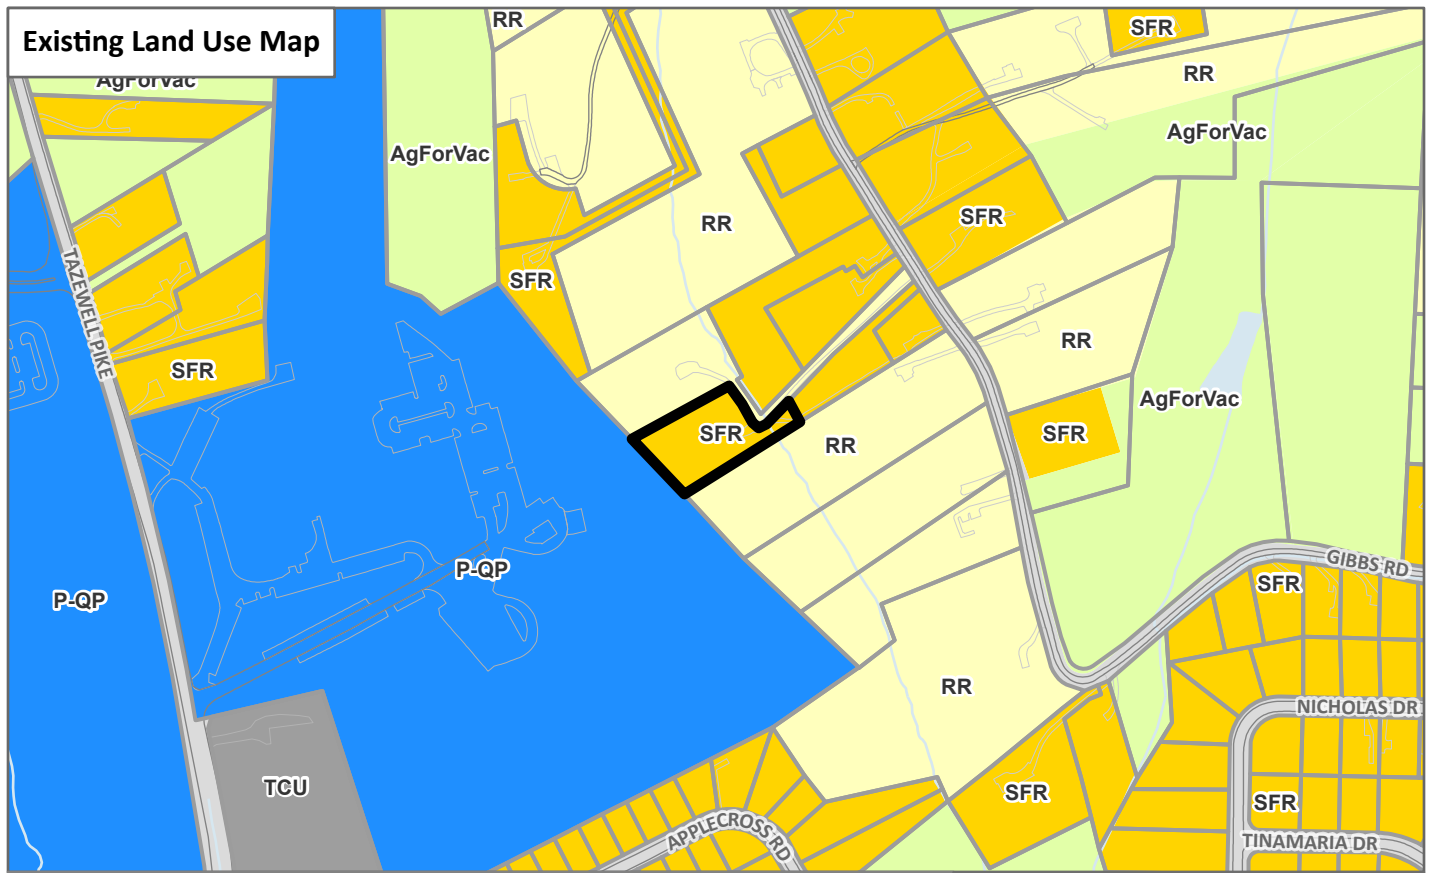 Existing Land Use Map
RR
SFR
AgForVac
RR
AgForVac
AgForVac
SFR
RR
TAZEWELL PIKE
SFR
RR
SFR
AgForVac
SFR
SFR
RR
P-QP
GIBBS RD
P-QP
SFR
RR
NICHOLAS DR
TCU
SFR
SFR
APPLECROSS RD
TINAMARIA DR